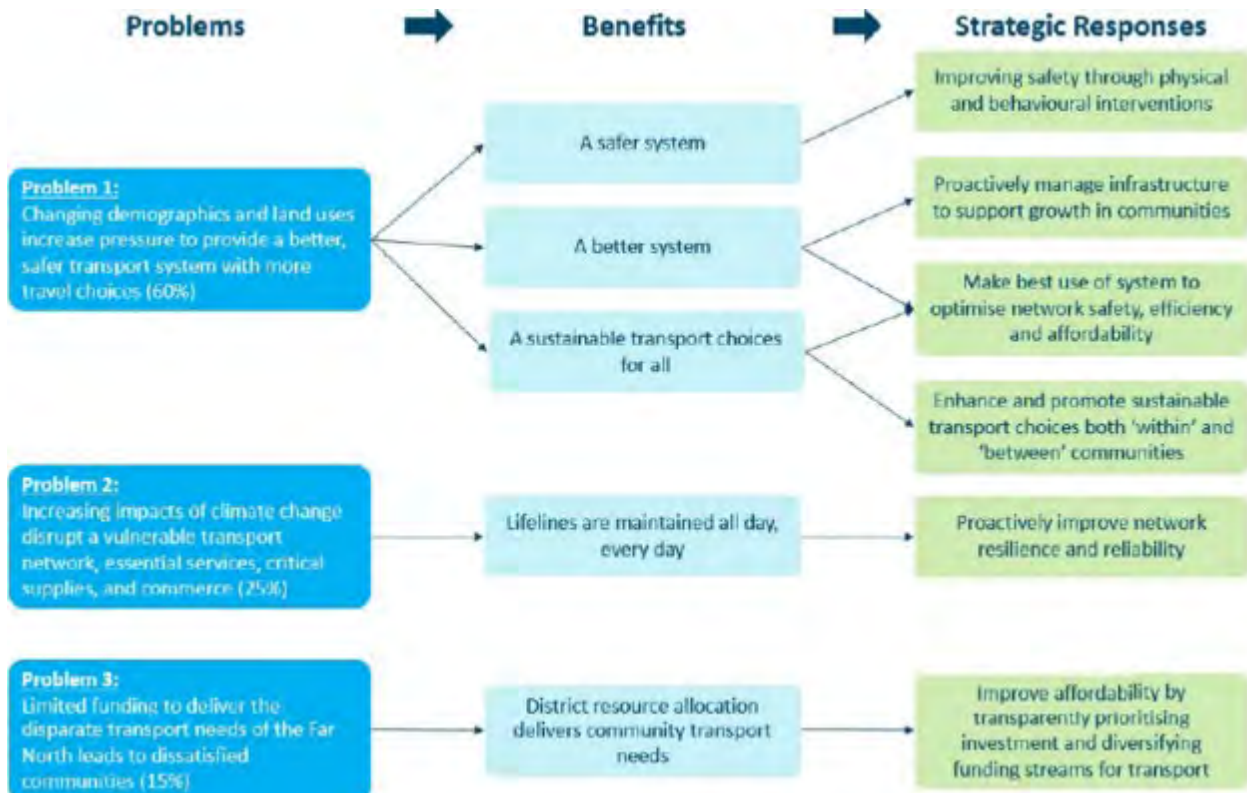 Problems
Benefits
Strategic Responses
Problem 1:
Changing demographics and land uses
increase pressure to provide a better,
safer transport system with more
travel choices (60%)
A safer system
A better system
A sustainable transport choices
for all
Improving safety through physical
and behavioural interventions
Proactively manage infrastructure
to support growth in communities
Make best use of system to
optimise network safety, efficiency
and affordability
Enhance and promote sustainable
transport choices both ‘within’ and
‘between’ communities
Problem 2:
Increasing impacts of climate change
disrupt a vulnerable transport
network, essential services, critical
supplies, and commerce (25%)
Lifelines are maintained all day,
every day
Proactively improve network
resilience and reliability
Problem 3:
Limited funding to deliver the
disparate transport needs of the Far
North leads to dissatisfied
communities (15%)
District resource allocation
delivers community transport
needs
Improve affordability by
transparently prioritising
investment and diversifying
funding streams for transport